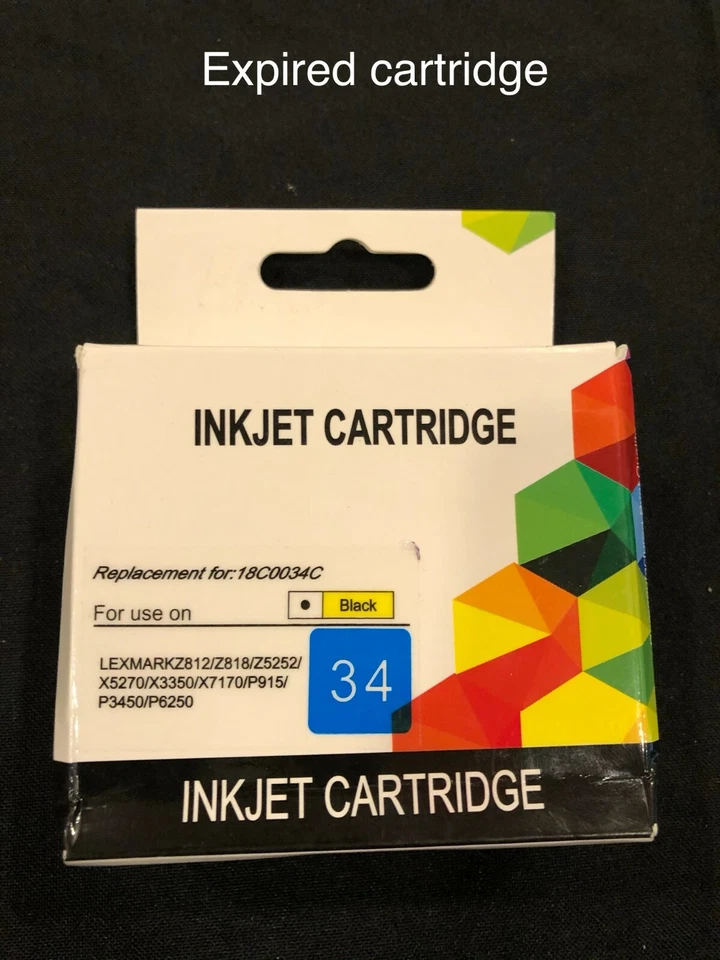 Expired cartridge
INKJET CARTRIDGE
Replacement for:18C0034C
For use on
Black
LEXMARKZ812/Z818/Z5252/
X5270/X3350/X7170/P915/
P3450/P6250
34
INKJET CARTRIDGE